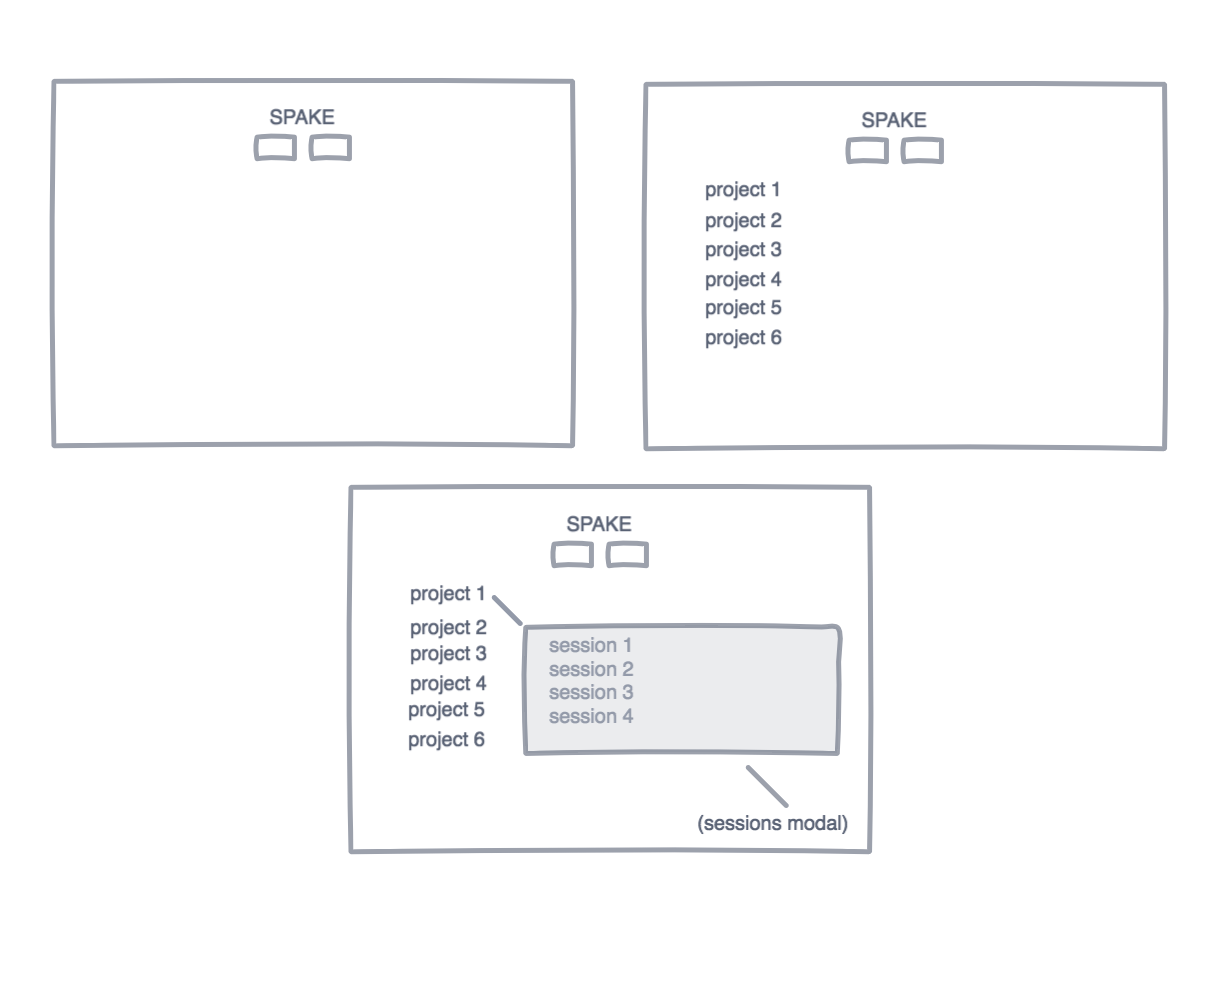 SPAKE
SPAKE
project 1
project 2
project 3
project 4
project 5
project 6
SPAKE
project 1
project 2
project 3
project 4
project 5
project 6
session 1
session 2
session 3
session 4
(sessions modal)